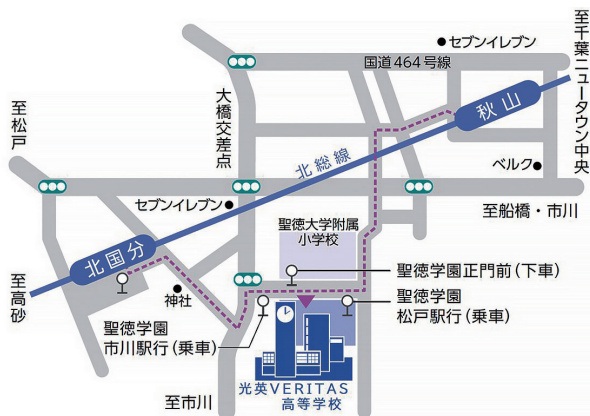 セブンイレブン
国道464号線
至千葉ニュータウン中央
秋山
大橋交差点
至松戸
北総線
ベルク
セブンイレブン
至船橋・市川
聖徳大学附属
小学校
北国分
至高砂
神社
聖徳学園正門前(下車)
聖徳学園
松戸駅行(乗車)
聖徳学園
市川駅行(乗車)
光英VERITAS
高等学校
至市川